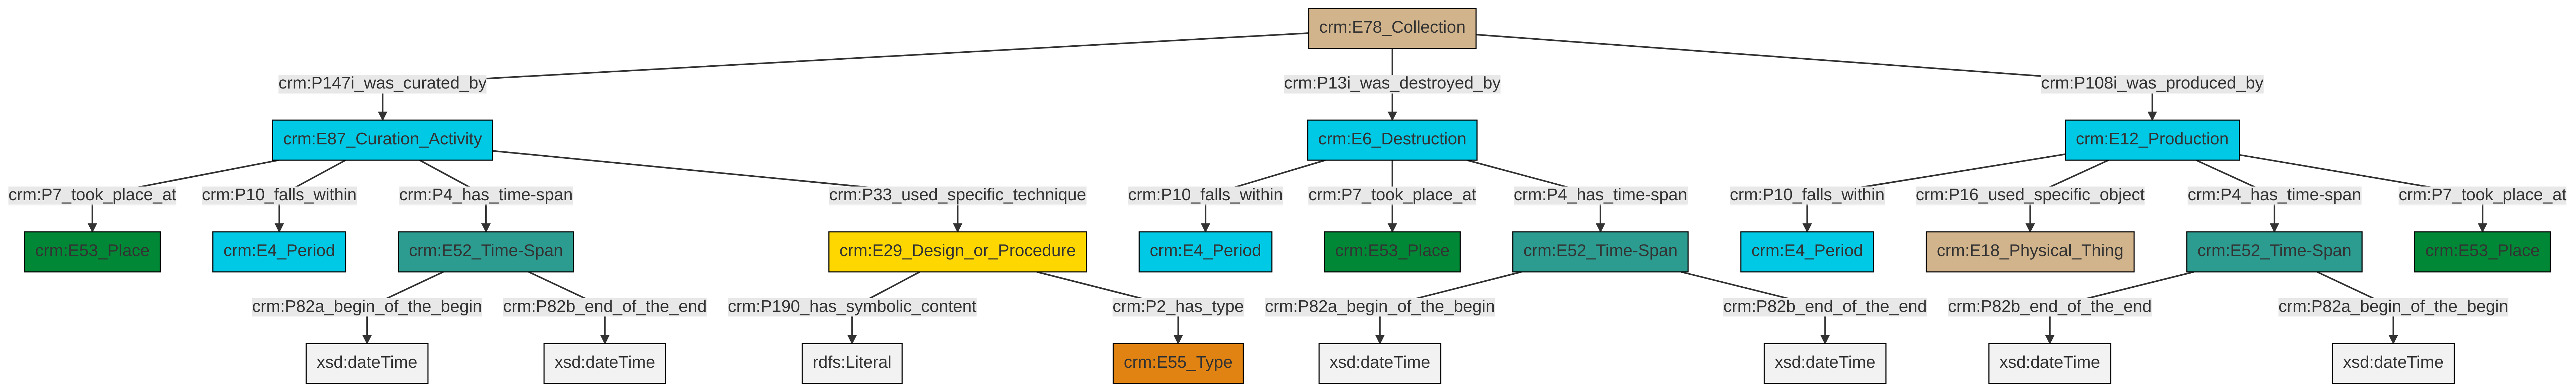 crm:E78_Collection
crm:P147i_was_curated_by
crm:P13i_was_destroyed_by
crm:P108i_was_produced_by
crm:E87_Curation_Activity
crm:E6_Destruction
crm:E12_Production
crm:P7_took_place_at
crm:P10_falls_within
crm:P4_has_time-span
crm:P33_used_specific_technique
crm:P10_falls_within
crm:P7_took_place_at
crm:P4_has_time-span
crm:P10_falls_within
crm:P16_used_specific_object
crm:P4_has_time-span
crm:P7_took_place_at
crm:E53_Place
crm:E4_Period
crm:E52_Time-Span
crm:E29_Design_or_Procedure
crm:E4_Period
crm:E53_Place
crm:E52_Time-Span
crm:E4_Period
crm:E18_Physical_Thing
crm:E52_Time-Span
crm:E53_Place
crm:P82a_begin_of_the_begin
crm:P82b_end_of_the_end
crm:P190_has_symbolic_content
crm:P2_has_type
crm:P82a_begin_of_the_begin
crm:P82b_end_of_the_end
crm:P82b_end_of_the_end
crm:P82a_begin_of_the_begin
xsd:dateTime
xsd:dateTime
rdfs:Literal
crm:E55_Type
xsd:dateTime
xsd:dateTime
xsd:dateTime
xsd:dateTime